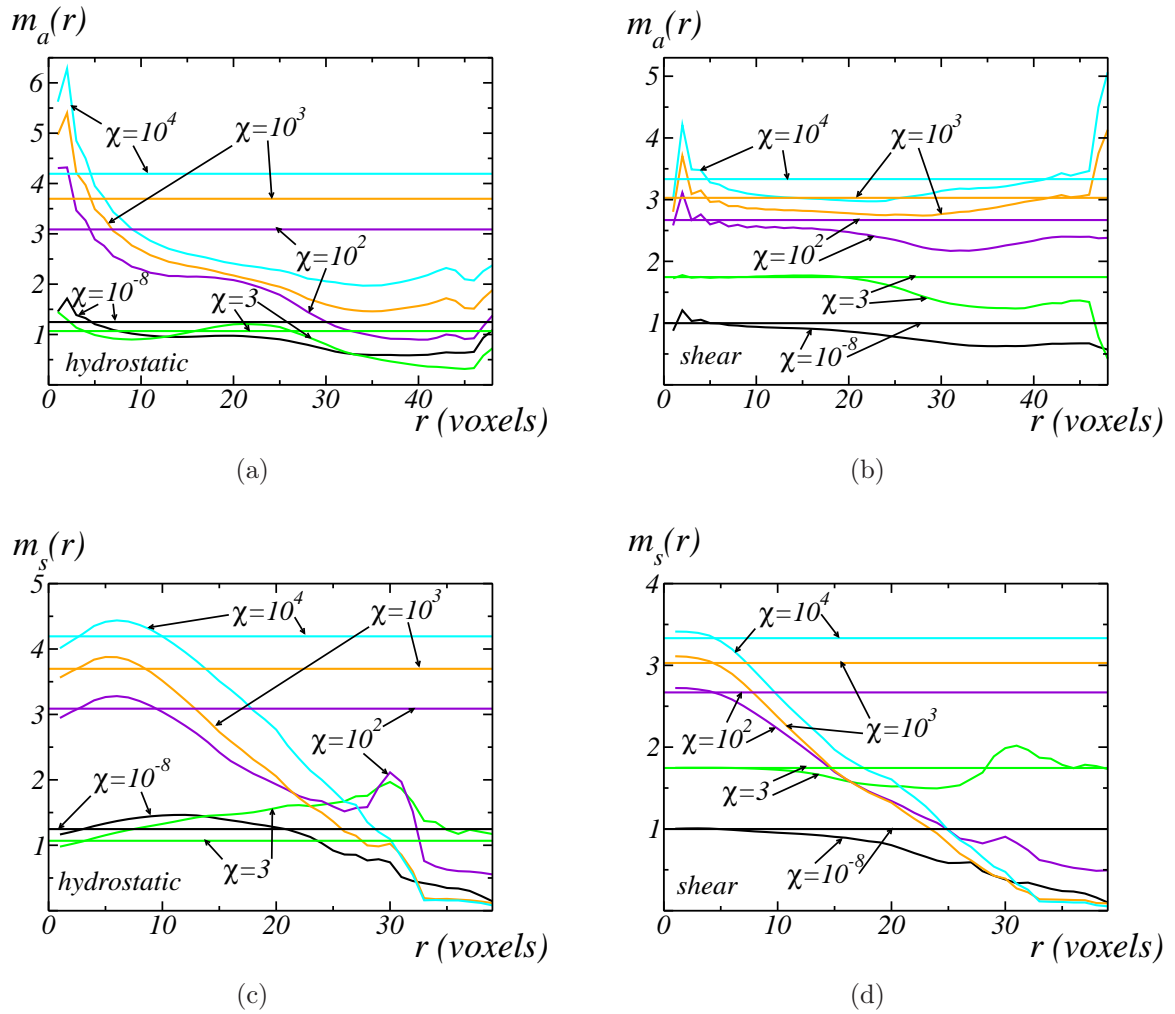 m_a(r)
6
5
4
3
2
1
χ=10^4
χ=10^3
χ=10^2
χ=10^-8
χ=3
hydrostatic
0 10 20 30 40
r (voxels)
(a)
m_a(r)
5
4
3
2
1
χ=10^4
χ=10^3
χ=10^2
χ=3
χ=10^-8
shear
0 10 20 30 40
r (voxels)
(b)
m_s(r)
5
4
3
2
1
χ=10^4
χ=10^3
χ=10^2
χ=10^-8
χ=3
hydrostatic
0 10 20 30
r (voxels)
(c)
m_s(r)
4
3
2
1
χ=10^4
χ=10^3
χ=10^2
χ=3
χ=10^-8
shear
0 10 20 30
r (voxels)
(d)